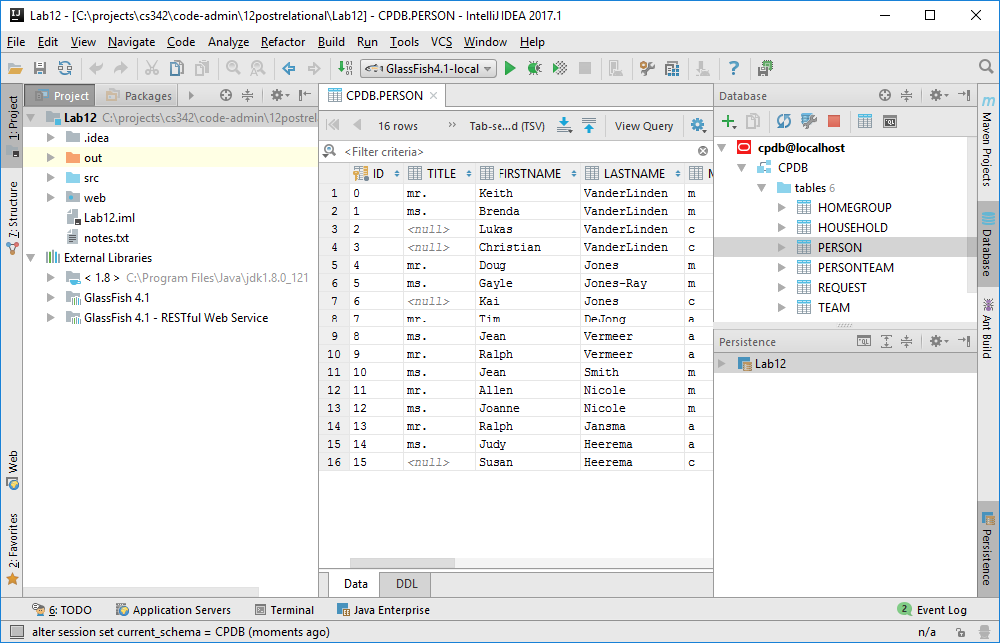 Lab12 - [C:\projects\cs342\code-admin\12postrelational\Lab12] - CPDB.PERSON - IntelliJ IDEA 2017.1
File Edit View Navigate Code Analyze Refactor Build Run Tools VCS Window Help
GlassFish4.1-local
Project Packages
CPDB.PERSON
Database
1: Project
7: Structure
Web
2: Favorites
Lab12 C:\projects\cs342\code-admin\12postrel
.idea
out
src
web
Lab12.iml
notes.txt
External Libraries
< 1.8 > C:\Program Files\Java\jdk1.8.0_121
GlassFish 4.1
GlassFish 4.1 - RESTful Web Service
16 rows Tab-se...d (TSV) View Query
<Filter criteria>
ID TITLE FIRSTNAME LASTNAME
1 0 mr. Keith VanderLinden m
2 1 ms. Brenda VanderLinden m
3 2 <null> Lukas VanderLinden c
4 3 <null> Christian VanderLinden c
5 4 mr. Doug Jones m
6 5 ms. Gayle Jones-Ray m
7 6 <null> Kai Jones c
8 7 mr. Tim DeJong a
9 8 ms. Jean Vermeer a
10 9 mr. Ralph Vermeer a
11 10 ms. Jean Smith m
12 11 mr. Allen Nicole m
13 12 ms. Joanne Nicole m
14 13 mr. Ralph Jansma a
15 14 ms. Judy Heerema a
16 15 <null> Susan Heerema c
Data DDL
cpdb@localhost
CPDB
tables 6
HOMEGROUP
HOUSEHOLD
PERSON
PERSONTEAM
REQUEST
TEAM
Persistence
Lab12
Maven Projects
Database
Ant Build
Persistence
6: TODO Application Servers Terminal Java Enterprise 2 Event Log
alter session set current_schema = CPDB (moments ago) n/a